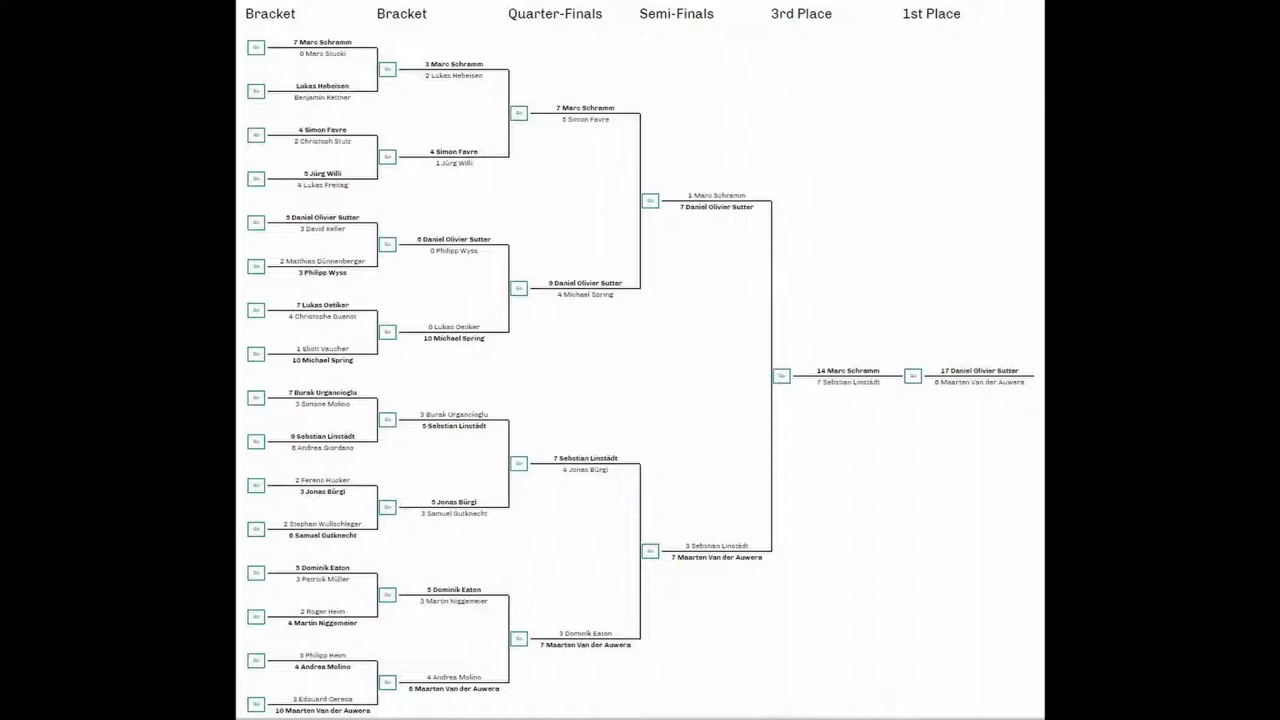 Bracket
Bracket
Quarter-Finals
Semi-Finals
3rd Place
1st Place
7 Marc Schramm
0 Marc Stucki
Lukas Hebeisen
Benjamin Kettner
4 Simon Favre
2 Christoph Stutz
5 Jürg Willi
4 Lukas Freitag
5 Daniel Olivier Sutter
3 David Keller
2 Matthias Dünnenberger
3 Philipp Wyss
7 Lukas Oetiker
4 Christophe Guenot
1 Eliott Vaucher
10 Michael Spring
7 Burak Urgancioglu
3 Simone Molino
9 Sebstian Linstädt
6 Andrea Giordano
2 Ferenc Hucker
3 Jonas Bürgi
2 Stephan Wullschleger
6 Samuel Gutknecht
5 Dominik Eaton
3 Patrick Müller
2 Roger Heim
4 Martin Niggemeier
3 Philipp Heim
4 Andrea Molino
3 Edouard Ceresa
10 Maarten Van der Auwera
3 Marc Schramm
2 Lukas Hebeisen
4 Simon Favre
1 Jürg Willi
6 Daniel Olivier Sutter
0 Philipp Wyss
0 Lukas Oetiker
10 Michael Spring
3 Burak Urgancioglu
5 Sebstian Linstädt
5 Jonas Bürgi
3 Samuel Gutknecht
5 Dominik Eaton
3 Martin Niggemeier
4 Andrea Molino
6 Maarten Van der Auwera
7 Marc Schramm
5 Simon Favre
9 Daniel Olivier Sutter
4 Michael Spring
7 Sebstian Linstädt
4 Jonas Bürgi
3 Dominik Eaton
7 Maarten Van der Auwera
1 Marc Schramm
7 Daniel Olivier Sutter
3 Sebstian Linstädt
7 Maarten Van der Auwera
14 Marc Schramm
7 Sebstian Linstädt
17 Daniel Olivier Sutter
6 Maarten Van der Auwera